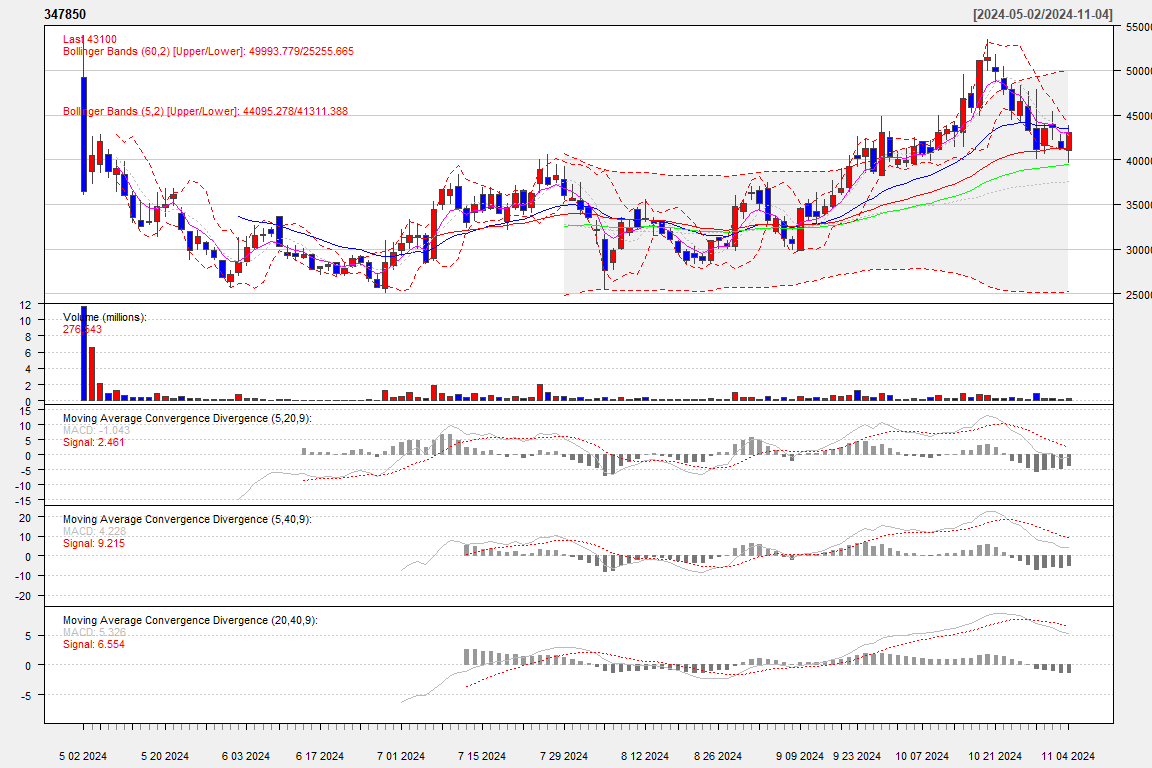 347850 [2024-05-02/2024-11-04]
Last 43100
Bollinger Bands (60,2) [Upper/Lower]: 49993.779/25255.665
Bollinger Bands (5,2) [Upper/Lower]: 44095.278/41311.388
55000
50000
45000
40000
35000
30000
25000
Volume (millions):
276,543
12
10
8
6
4
2
0
Moving Average Convergence Divergence (5,20,9):
MACD: -1.043
Signal: 2.461
15
10
5
0
-5
-10
-15
Moving Average Convergence Divergence (5,40,9):
MACD: 4.228
Signal: 9.215
20
10
0
-10
-20
Moving Average Convergence Divergence (20,40,9):
MACD: 5.326
Signal: 6.554
5
0
-5
5 02 2024 5 20 2024 6 03 2024 6 17 2024 7 01 2024 7 15 2024 7 29 2024 8 12 2024 8 26 2024 9 09 2024 9 23 2024 10 07 2024 10 21 2024 11 04 2024